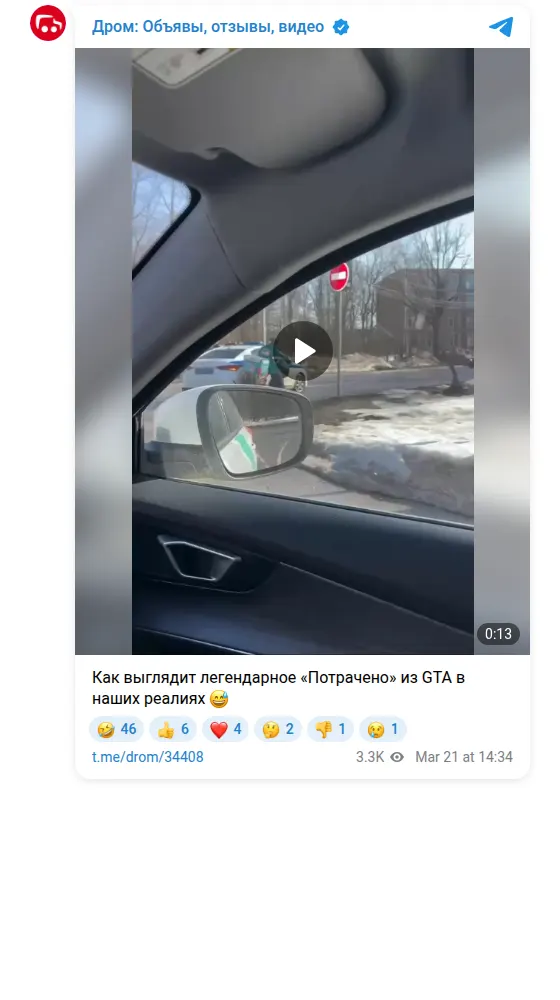 Дром: Объявы, отзывы, видео
0:13
Как выглядит легендарное «Потрачено» из GTA в
наших реалиях 😅
🤣 46 👍 6 ❤️ 4 🤔 2 👎 1 😢 1
t.me/drom/34408 3.3K Mar 21 at 14:34